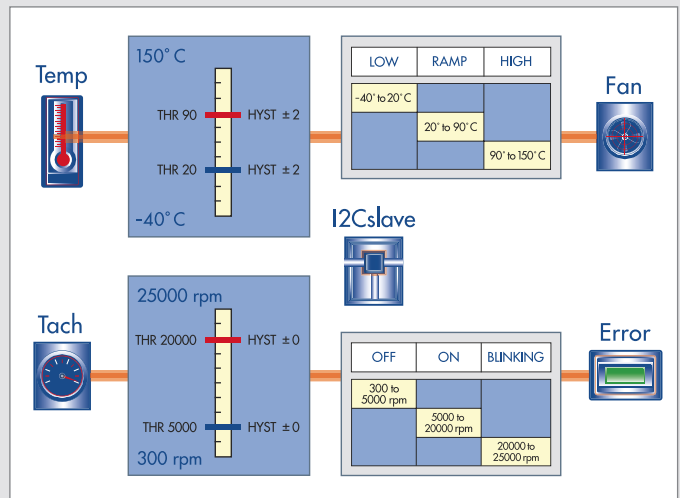 Temp
150° C
THR 90 HYST ± 2
THR 20 HYST ± 2
-40° C
LOW RAMP HIGH
-40° to 20° C
20° to 90° C
90° to 150° C
Fan
I2Cslave
Tach
25000 rpm
THR 20000 HYST ± 0
THR 5000 HYST ± 0
300 rpm
OFF ON BLINKING
300 to
5000 rpm
5000 to
20000 rpm
20000 to
25000 rpm
Error